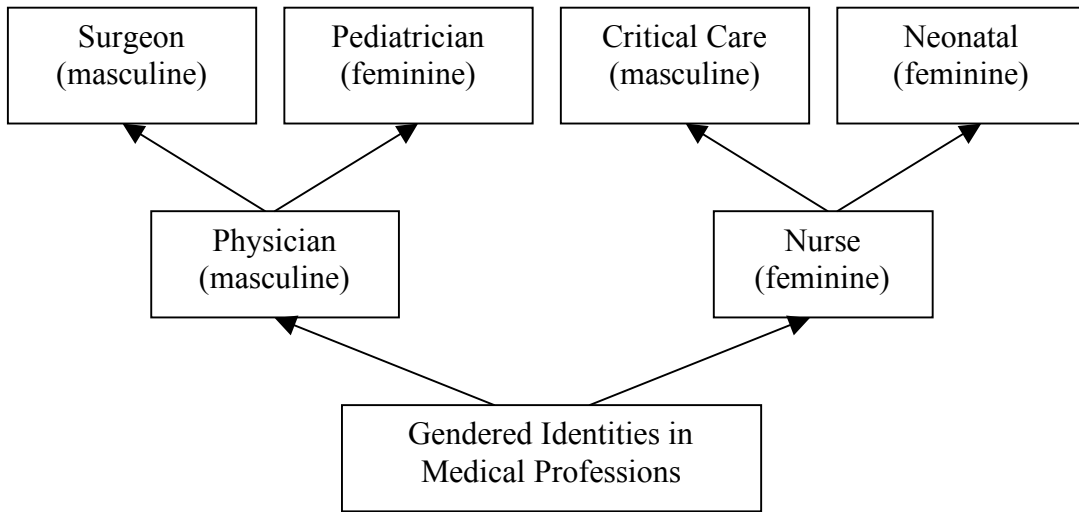 Surgeon
(masculine)
Pediatrician
(feminine)
Critical Care
(masculine)
Neonatal
(feminine)
Physician
(masculine)
Nurse
(feminine)
Gendered Identities in
Medical Professions